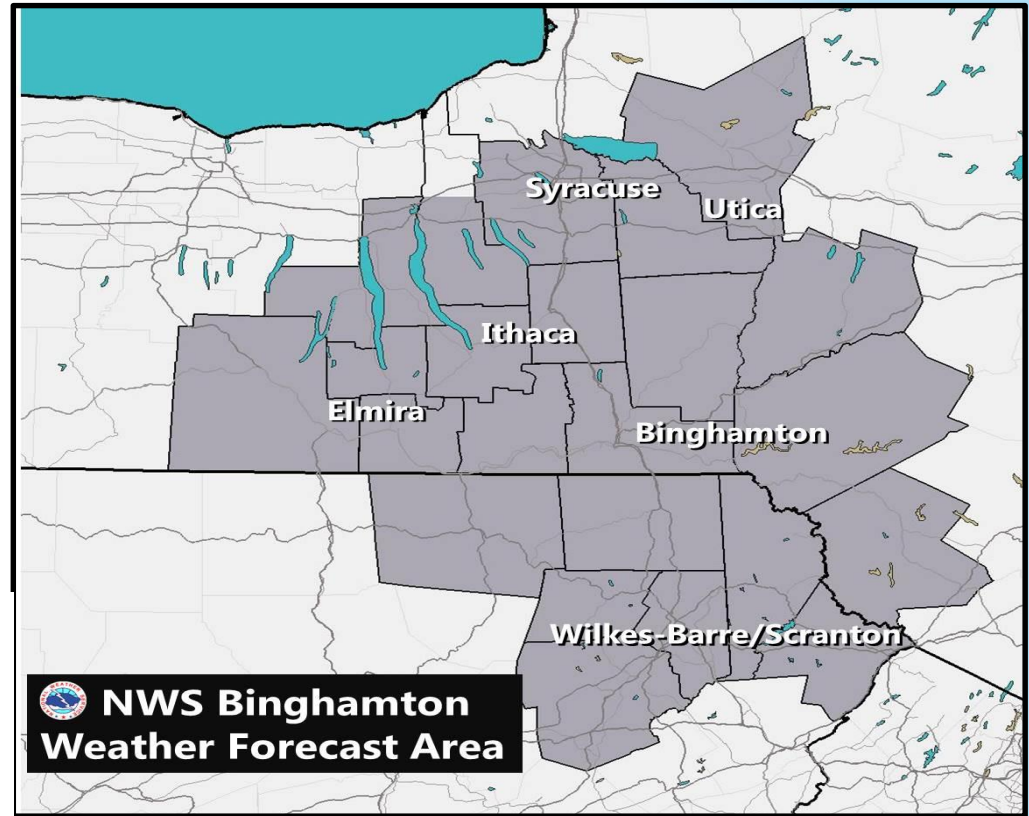 Syracuse
Utica
Ithaca
Elmira
Binghamton
Wilkes-Barre/Scranton
NWS Binghamton
Weather Forecast Area